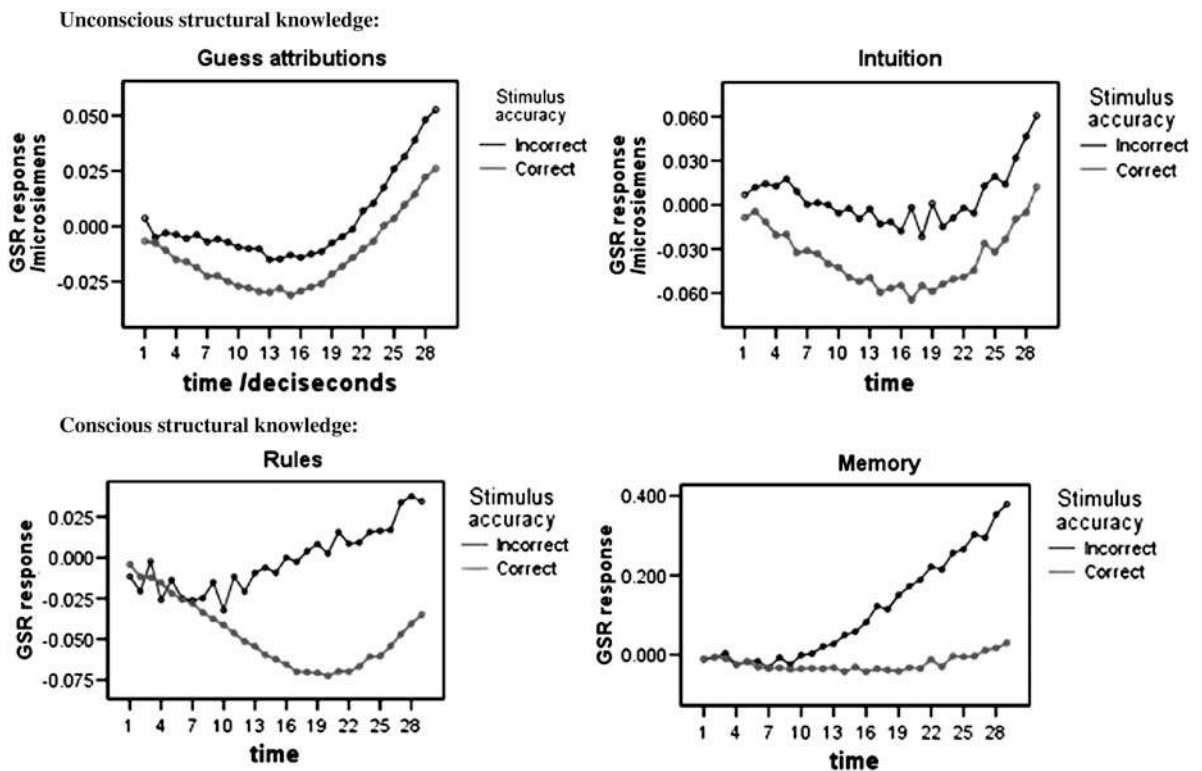 Unconscious structural knowledge:
Guess attributions
GSR response
/microsiemens
0.050
0.025
0.000
-0.025
1 4 7 10 13 16 19 22 25 28
time /deciseconds
Stimulus
accuracy
Incorrect
Correct
Intuition
GSR response
/microsiemens
0.060
0.030
0.000
-0.030
-0.060
1 4 7 10 13 16 19 22 25 28
time
Stimulus
accuracy
Incorrect
Correct
Conscious structural knowledge:
Rules
GSR response
0.025
0.000
-0.025
-0.050
-0.075
1 4 7 10 13 16 19 22 25 28
time
Stimulus
accuracy
Incorrect
Correct
Memory
GSR response
0.400
0.200
0.000
1 4 7 10 13 16 19 22 25 28
time
Stimulus
accuracy
Incorrect
Correct